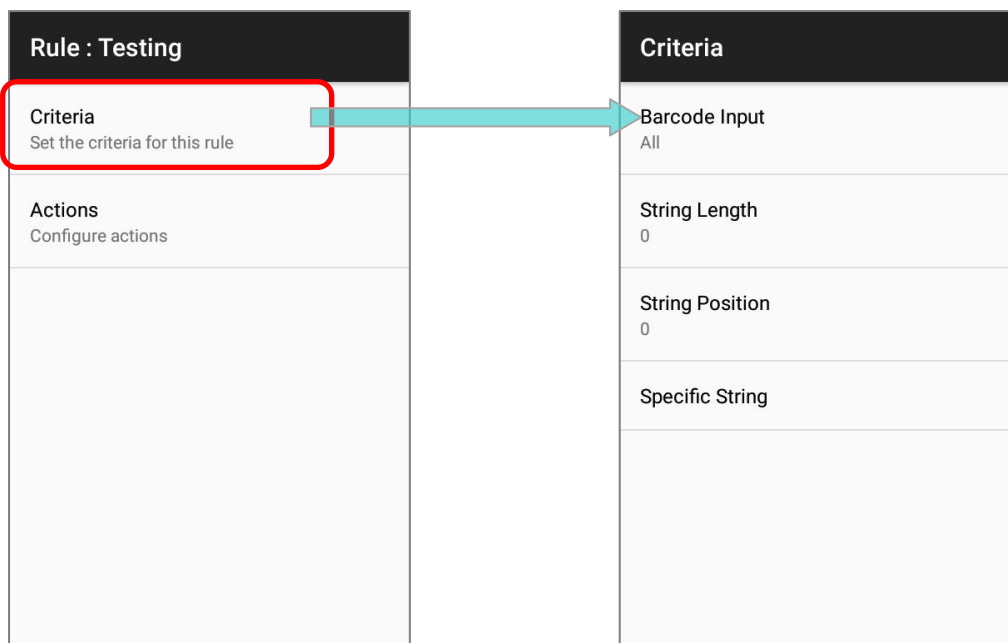 Rule : Testing
Criteria
Set the criteria for this rule
Actions
Configure actions
Criteria
Barcode Input
All
String Length
0
String Position
0
Specific String